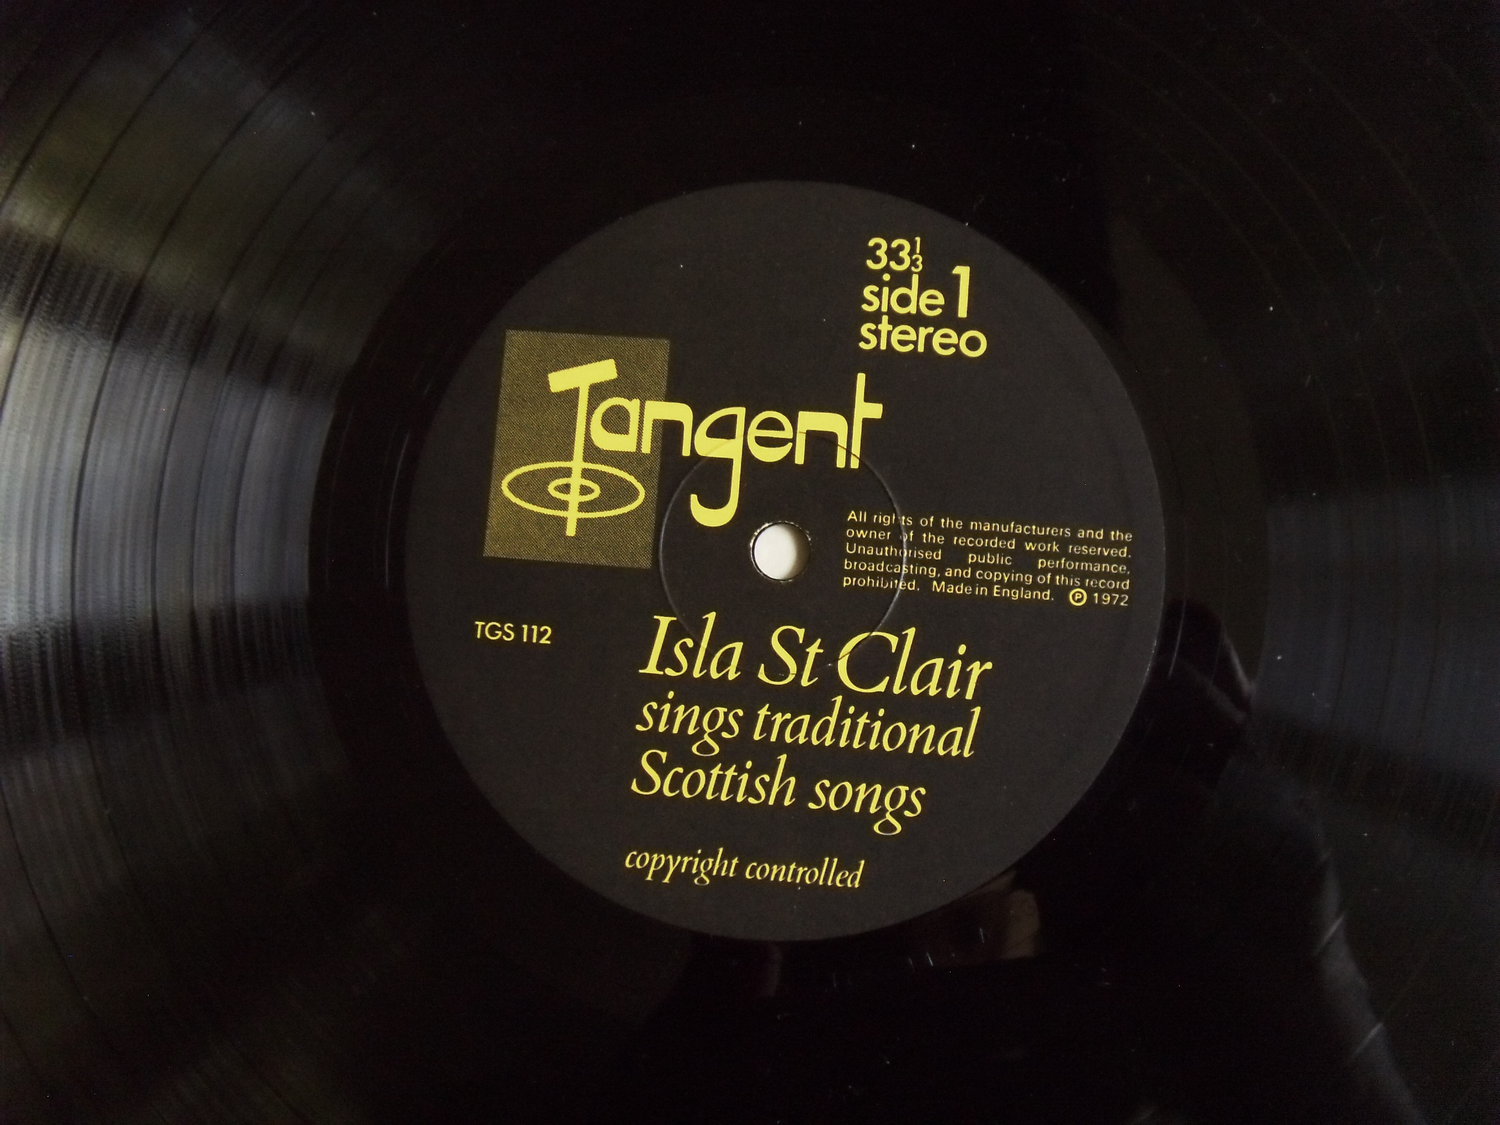 33 1/3
side 1
stereo
Tangent
All rights of the manufacturers and the
owner of the recorded work reserved.
Unauthorised public performance,
broadcasting, and copying of this record
prohibited. Made in England. ℗ 1972
TGS 112
Isla St Clair
sings traditional
Scottish songs
copyright controlled